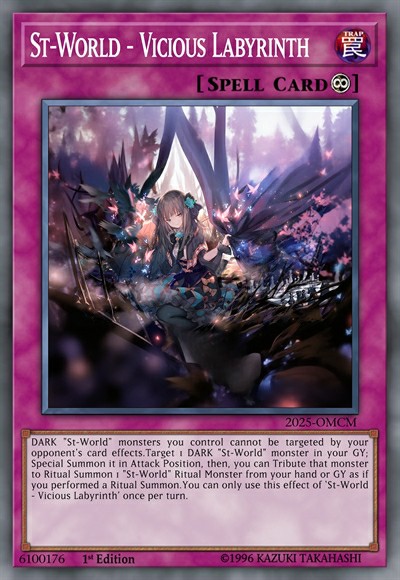 St-World - Vicious Labyrinth
TRAP
罠
[Spell Card]
2025-OMCM
DARK "St-World" monsters you control cannot be targeted by your
opponent's card effects.Target 1 DARK "St-World" monster in your GY;
Special Summon it in Attack Position, then, you can Tribute that monster
to Ritual Summon 1 "St-World" Ritual Monster from your hand or GY as if
you performed a Ritual Summon.You can only use this effect of 'St-World
- Vicious Labyrinth' once per turn.
6100176
1st Edition
©1996 KAZUKI TAKAHASHI